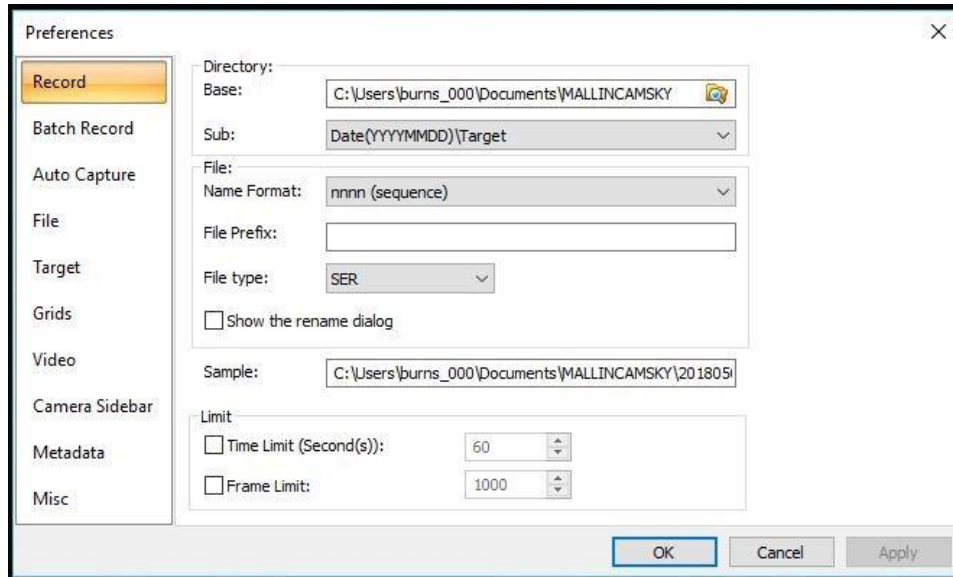 Preferences
Record
Batch Record
Auto Capture
File
Target
Grids
Video
Camera Sidebar
Metadata
Misc
Directory:
Base: C:\Users\burns_000\Documents\MALLINCAMSKY
Sub: Date(YYYYMMDD)\Target
File:
Name Format: nnnn (sequence)
File Prefix:
File type: SER
Show the rename dialog
Sample: C:\Users\burns_000\Documents\MALLINCAMSKY\201805
Limit
Time Limit (Second(s)): 60
Frame Limit: 1000
OK Cancel Apply